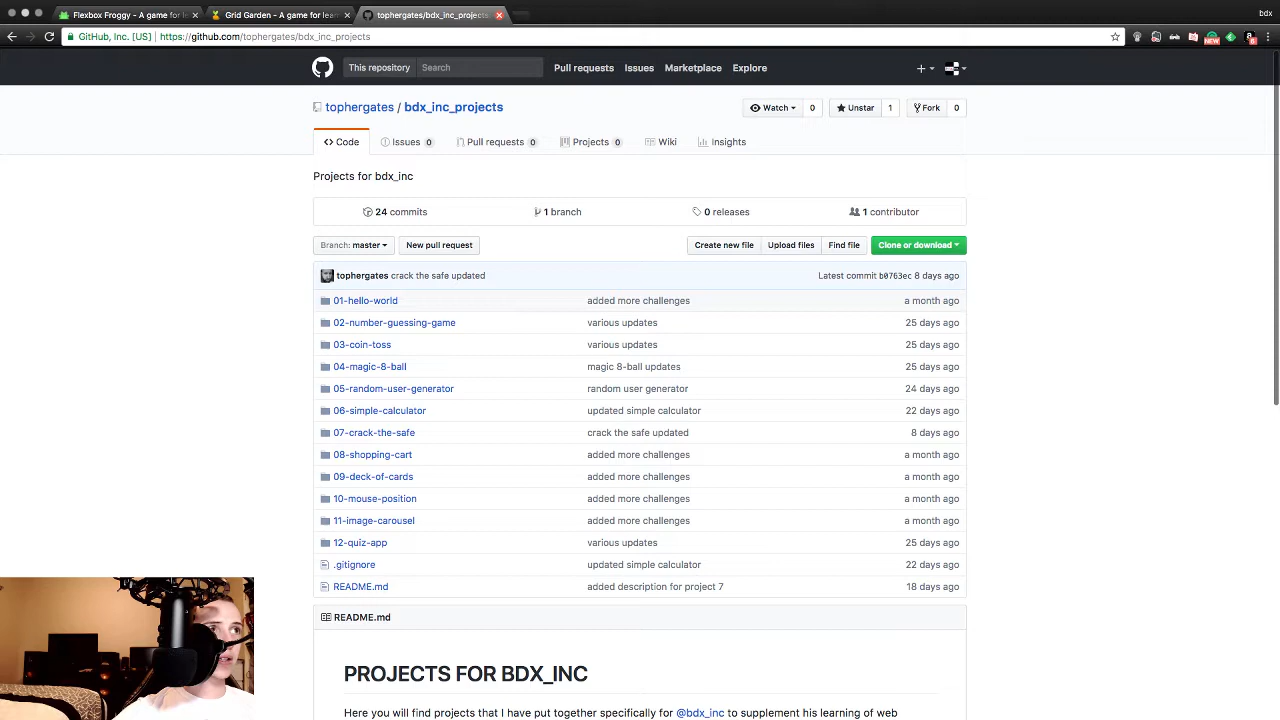 Flexbox Froggy - A game for le
Grid Garden - A game for lear
tophergates/bdx_inc_projects
bdx
GitHub, Inc. [US] | https://github.com/tophergates/bdx_inc_projects
NEW
6
This repository
Search
Pull requests Issues Marketplace Explore
tophergates / bdx_inc_projects
Watch 0
Unstar 1
Fork 0
<> Code
Issues 0
Pull requests 0
Projects 0
Wiki
Insights
Projects for bdx_inc
24 commits
1 branch
0 releases
1 contributor
Branch: master
New pull request
Create new file
Upload files
Find file
Clone or download
tophergates crack the safe updated Latest commit b0763ec 8 days ago
01-hello-world added more challenges a month ago
02-number-guessing-game various updates 25 days ago
03-coin-toss various updates 25 days ago
04-magic-8-ball magic 8-ball updates 25 days ago
05-random-user-generator random user generator 24 days ago
06-simple-calculator updated simple calculator 22 days ago
07-crack-the-safe crack the safe updated 8 days ago
08-shopping-cart added more challenges a month ago
09-deck-of-cards added more challenges a month ago
10-mouse-position added more challenges a month ago
11-image-carousel added more challenges a month ago
12-quiz-app various updates 25 days ago
.gitignore updated simple calculator 22 days ago
README.md added description for project 7 18 days ago
README.md
PROJECTS FOR BDX_INC
Here you will find projects that I have put together specifically for @bdx_inc to supplement his learning of web